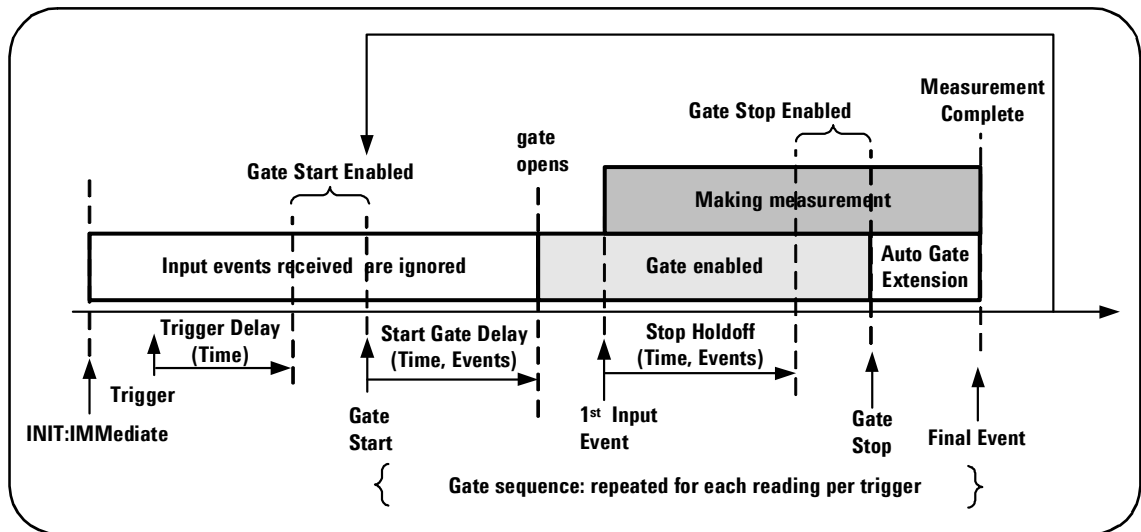 Measurement
Complete
Gate Stop Enabled
gate
opens
Gate Start Enabled
Making measurement
Input events received are ignored
Gate enabled
Auto Gate
Extension
Trigger Delay
(Time)
Start Gate Delay
(Time, Events)
Stop Holdoff
(Time, Events)
Trigger
INIT:IMMediate
Gate
Start
1st Input
Event
Gate
Stop
Final Event
Gate sequence: repeated for each reading per trigger